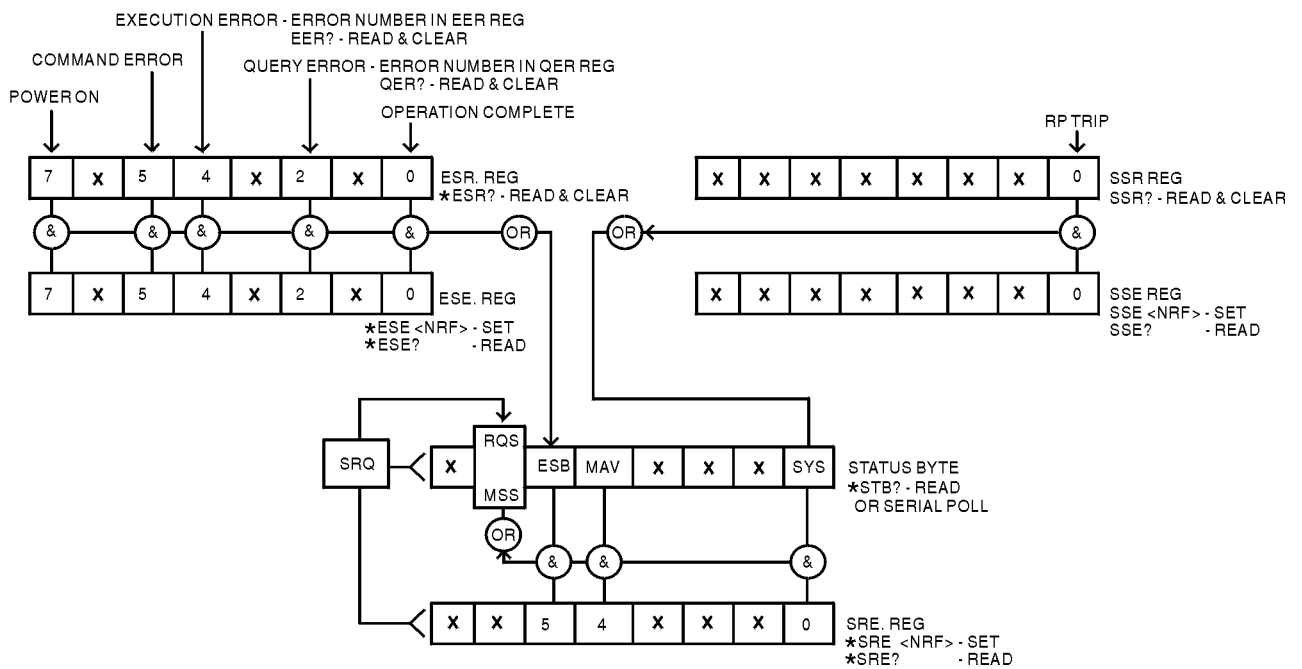 EXECUTION ERROR - ERROR NUMBER IN EER REG
EER? - READ & CLEAR
COMMAND ERROR
QUERY ERROR - ERROR NUMBER IN QER REG
QER? - READ & CLEAR
POWER ON
OPERATION COMPLETE
RP TRIP
7 X 5 4 X 2 X 0
ESR. REG
*ESR? - READ & CLEAR
X X X X X X X 0
SSR REG
SSR? - READ & CLEAR
& & & & & OR
OR &
7 X 5 4 X 2 X 0
ESE. REG
*ESE <NRF> - SET
*ESE? - READ
X X X X X X X 0
SSE REG
SSE <NRF> - SET
SSE? - READ
SRQ
X RQS MSS ESB MAV X X X SYS
STATUS BYTE
*STB? - READ
OR SERIAL POLL
OR
& & &
X X 5 4 X X X 0
SRE. REG
*SRE <NRF> - SET
*SRE? - READ